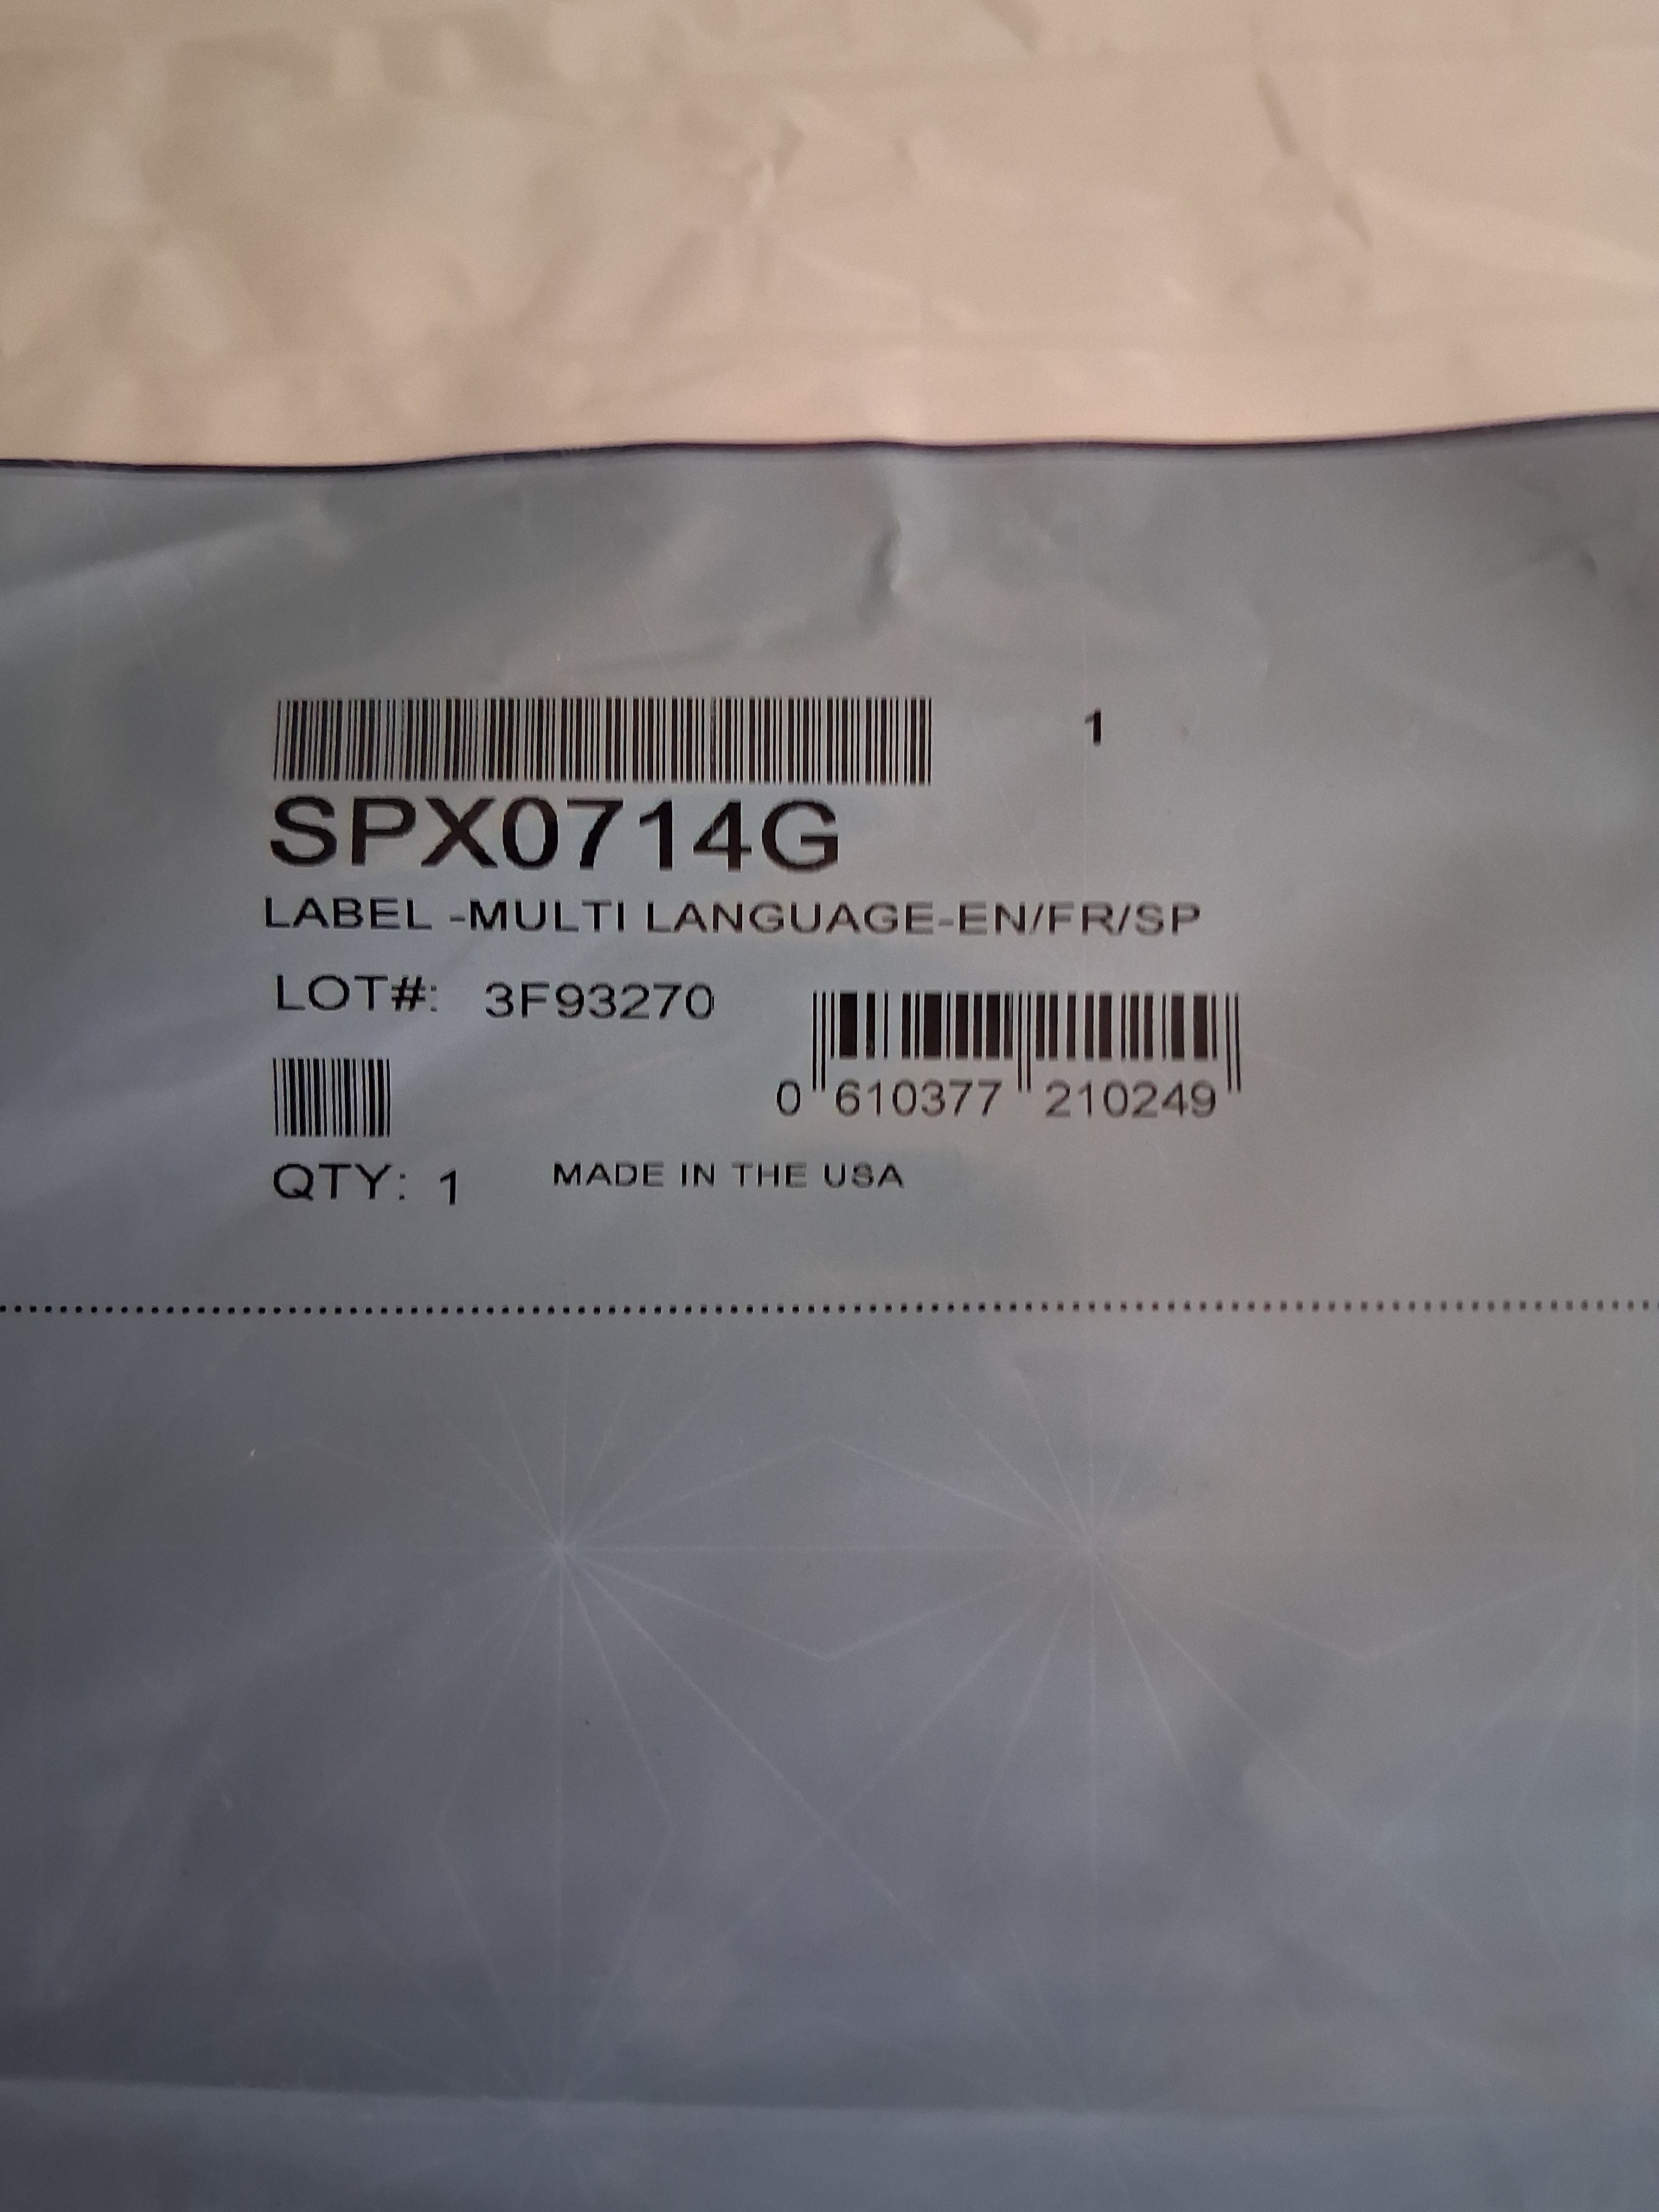 1
SPX0714G
LABEL -MULTI LANGUAGE-EN/FR/SP
LOT#: 3F93270
0 610377 210249
QTY: 1 MADE IN THE USA